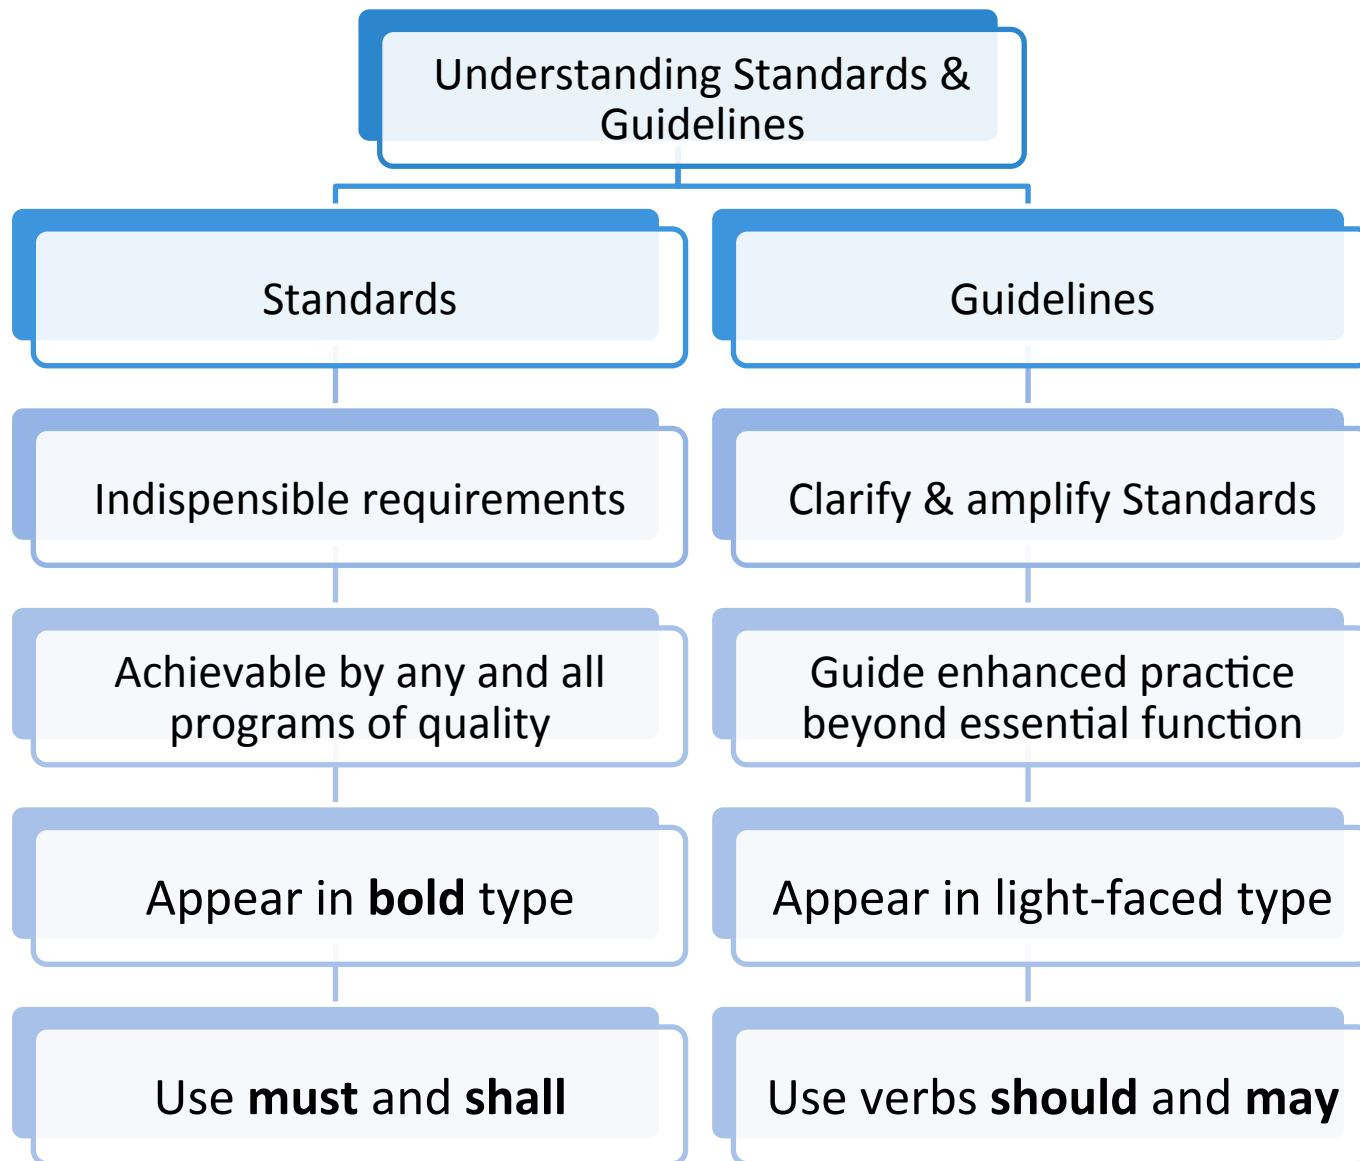 Understanding Standards &
Guidelines
Standards
Guidelines
Indispensible requirements
Clarify & amplify Standards
Achievable by any and all
programs of quality
Guide enhanced practice
beyond essential function
Appear in bold type
Appear in light-faced type
Use must and shall
Use verbs should and may